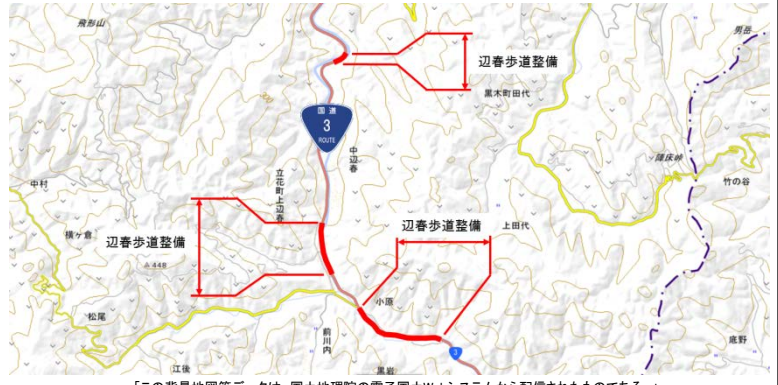 飛形山
男岳
辺春歩道整備
黒木町田代
国道
3
ROUTE
中辺春
陣床峠
竹の谷
中村
立花町上辺春
辺春歩道整備
上田代
横ヶ倉
辺春歩道整備
448
小原
松尾
前川内
3
底野
江後
黒岩